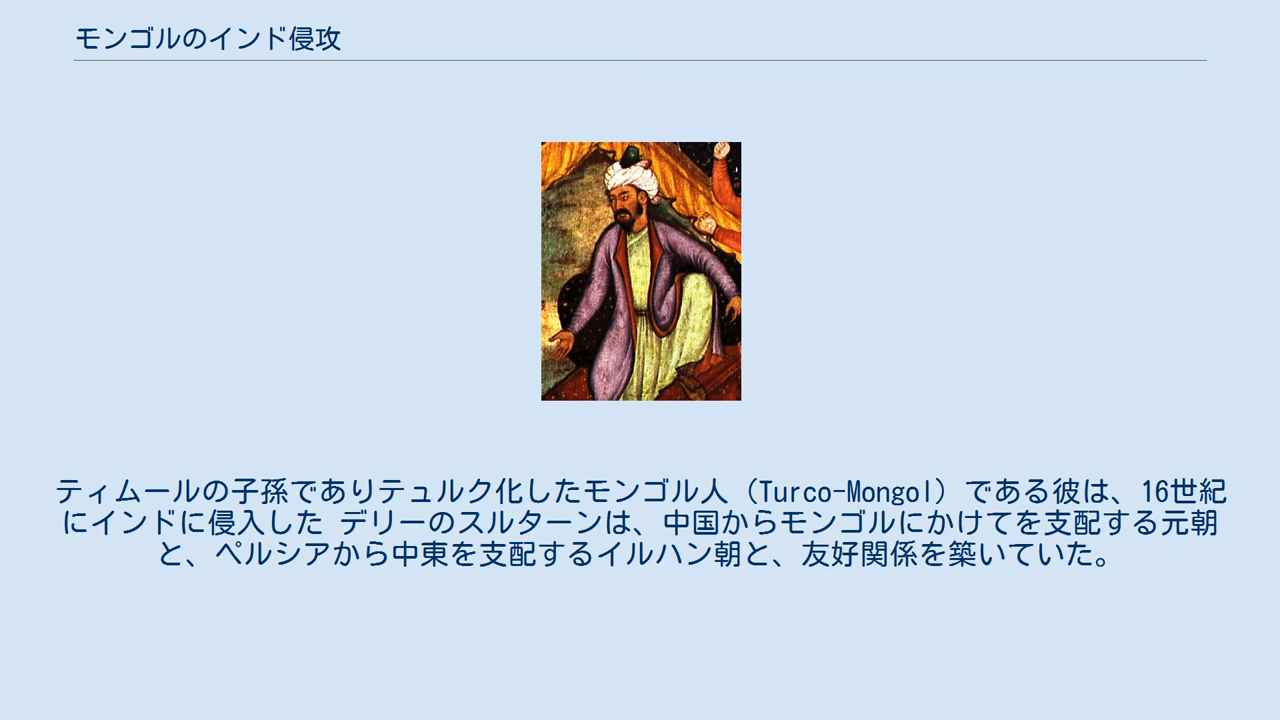 モンゴルのインド侵攻
ティムールの子孫でありテュルク化したモンゴル人（Turco-Mongol）である彼は、16世紀
にインドに侵入した デリーのスルターンは、中国からモンゴルにかけてを支配する元朝
と、ペルシアから中東を支配するイルハン朝と、友好関係を築いていた。